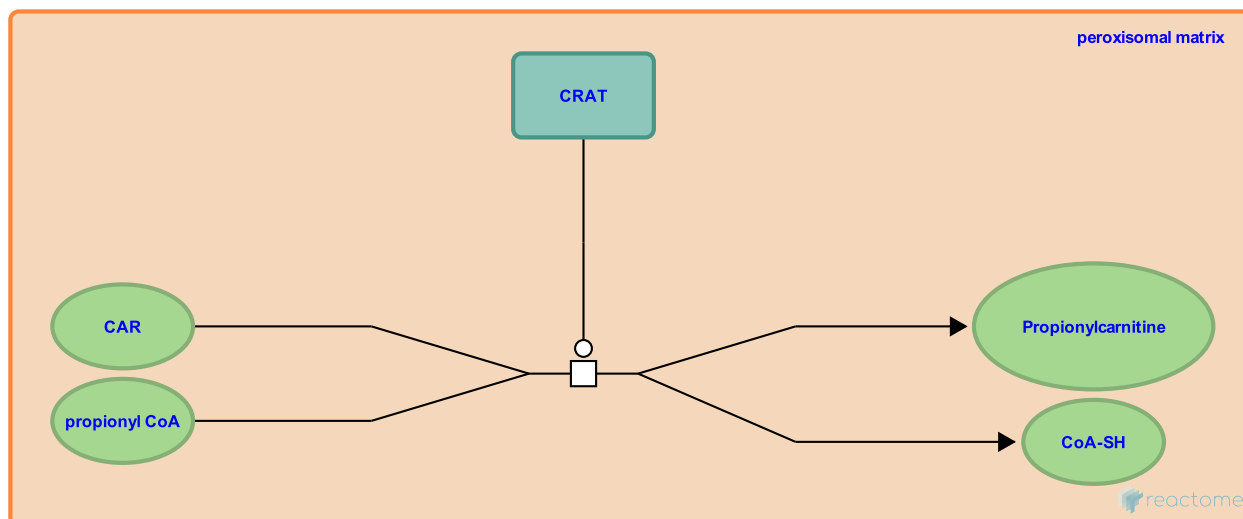 peroxisomal matrix
CRAT
CAR
propionyl CoA
Propionylcarnitine
CoA-SH
reactome